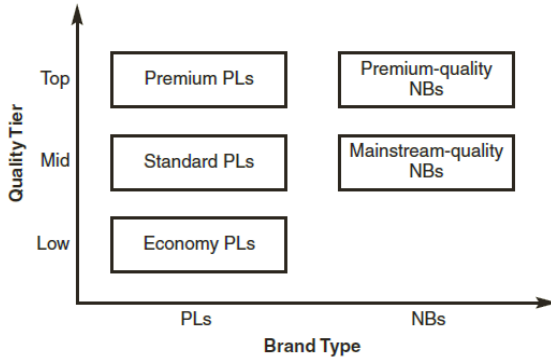 Quality Tier
Top
Premium PLs
Premium-quality
NBs
Mid
Standard PLs
Mainstream-quality
NBs
Low
Economy PLs
PLs
NBs
Brand Type